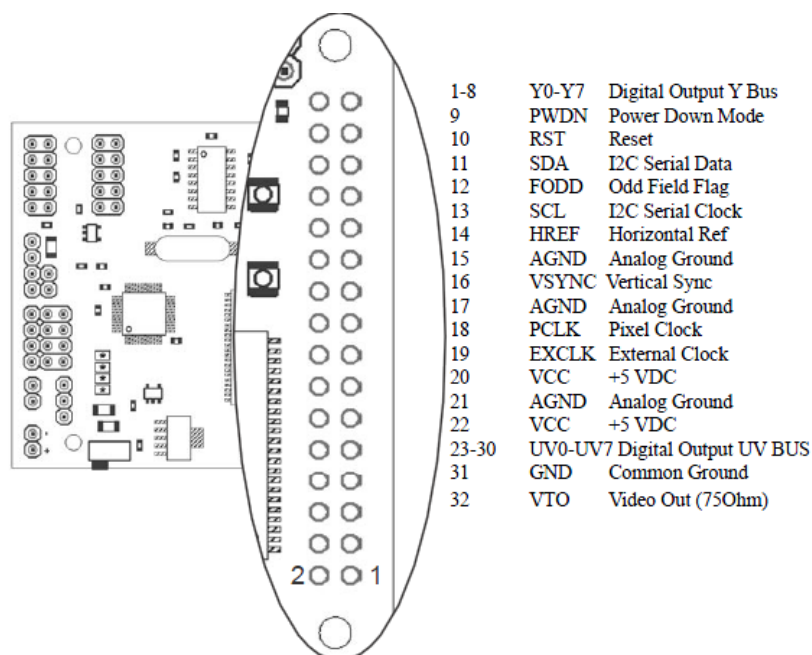 1-8 Y0-Y7 Digital Output Y Bus
9 PWDN Power Down Mode
10 RST Reset
11 SDA I2C Serial Data
12 FODD Odd Field Flag
13 SCL I2C Serial Clock
14 HREF Horizontal Ref
15 AGND Analog Ground
16 VSYNC Vertical Sync
17 AGND Analog Ground
18 PCLK Pixel Clock
19 EXCLK External Clock
20 VCC +5 VDC
21 AGND Analog Ground
22 VCC +5 VDC
23-30 UV0-UV7 Digital Output UV BUS
31 GND Common Ground
32 VTO Video Out (75Ohm)
2 1
-
+